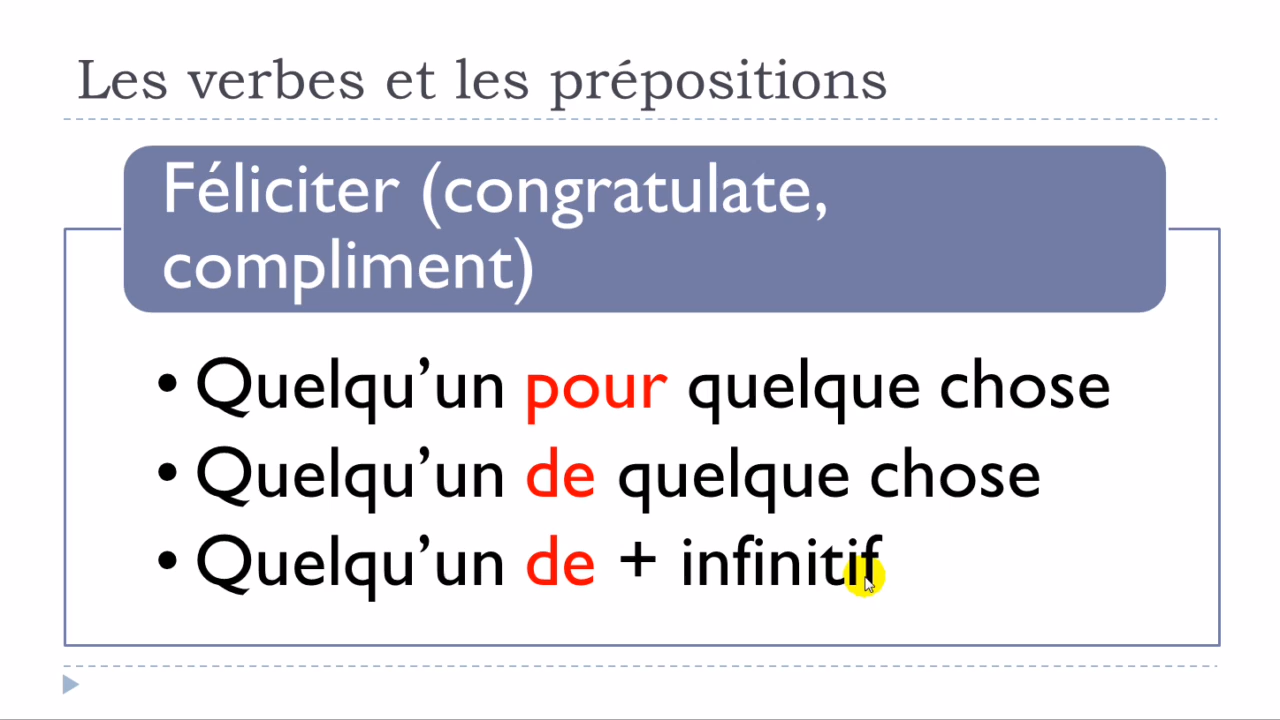 Les verbes et les prépositions
Féliciter (congratulate,
compliment)
• Quelqu’un pour quelque chose
• Quelqu’un de quelque chose
• Quelqu’un de + infinitif